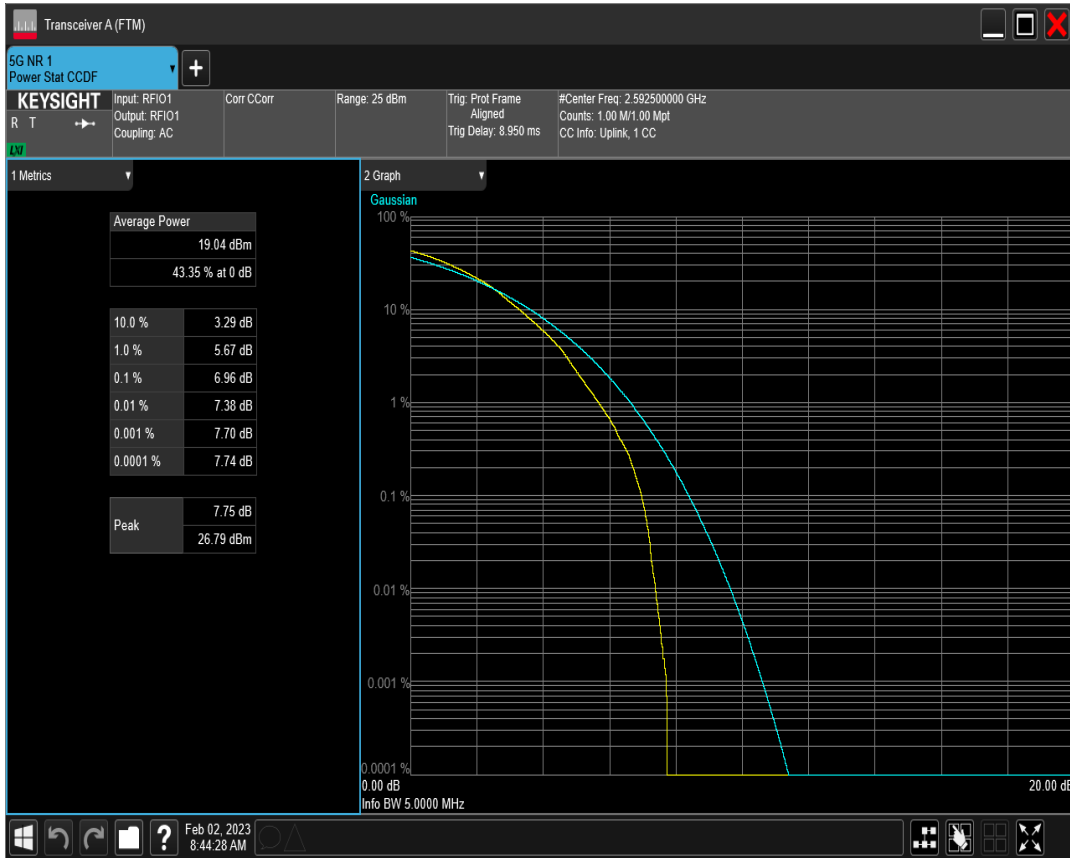 Transceiver A (FTM)
5G NR 1
Power Stat CCDF
+
KEYSIGHT
R T
LXI
Input: RFIO1
Output: RFIO1
Coupling: AC
Corr CCorr
Range: 25 dBm
Trig: Prot Frame
Aligned
Trig Delay: 8.950 ms
#Center Freq: 2.592500000 GHz
Counts: 1.00 M/1.00 Mpt
CC Info: Uplink, 1 CC
1 Metrics
Average Power
19.04 dBm
43.35 % at 0 dB
10.0 % 3.29 dB
1.0 % 5.67 dB
0.1 % 6.96 dB
0.01 % 7.38 dB
0.001 % 7.70 dB
0.0001 % 7.74 dB
Peak
7.75 dB
26.79 dBm
2 Graph
Gaussian
100 %
10 %
1 %
0.1 %
0.01 %
0.001 %
0.0001 %
0.00 dB
20.00 dB
Info BW 5.0000 MHz
?
Feb 02, 2023
8:44:28 AM